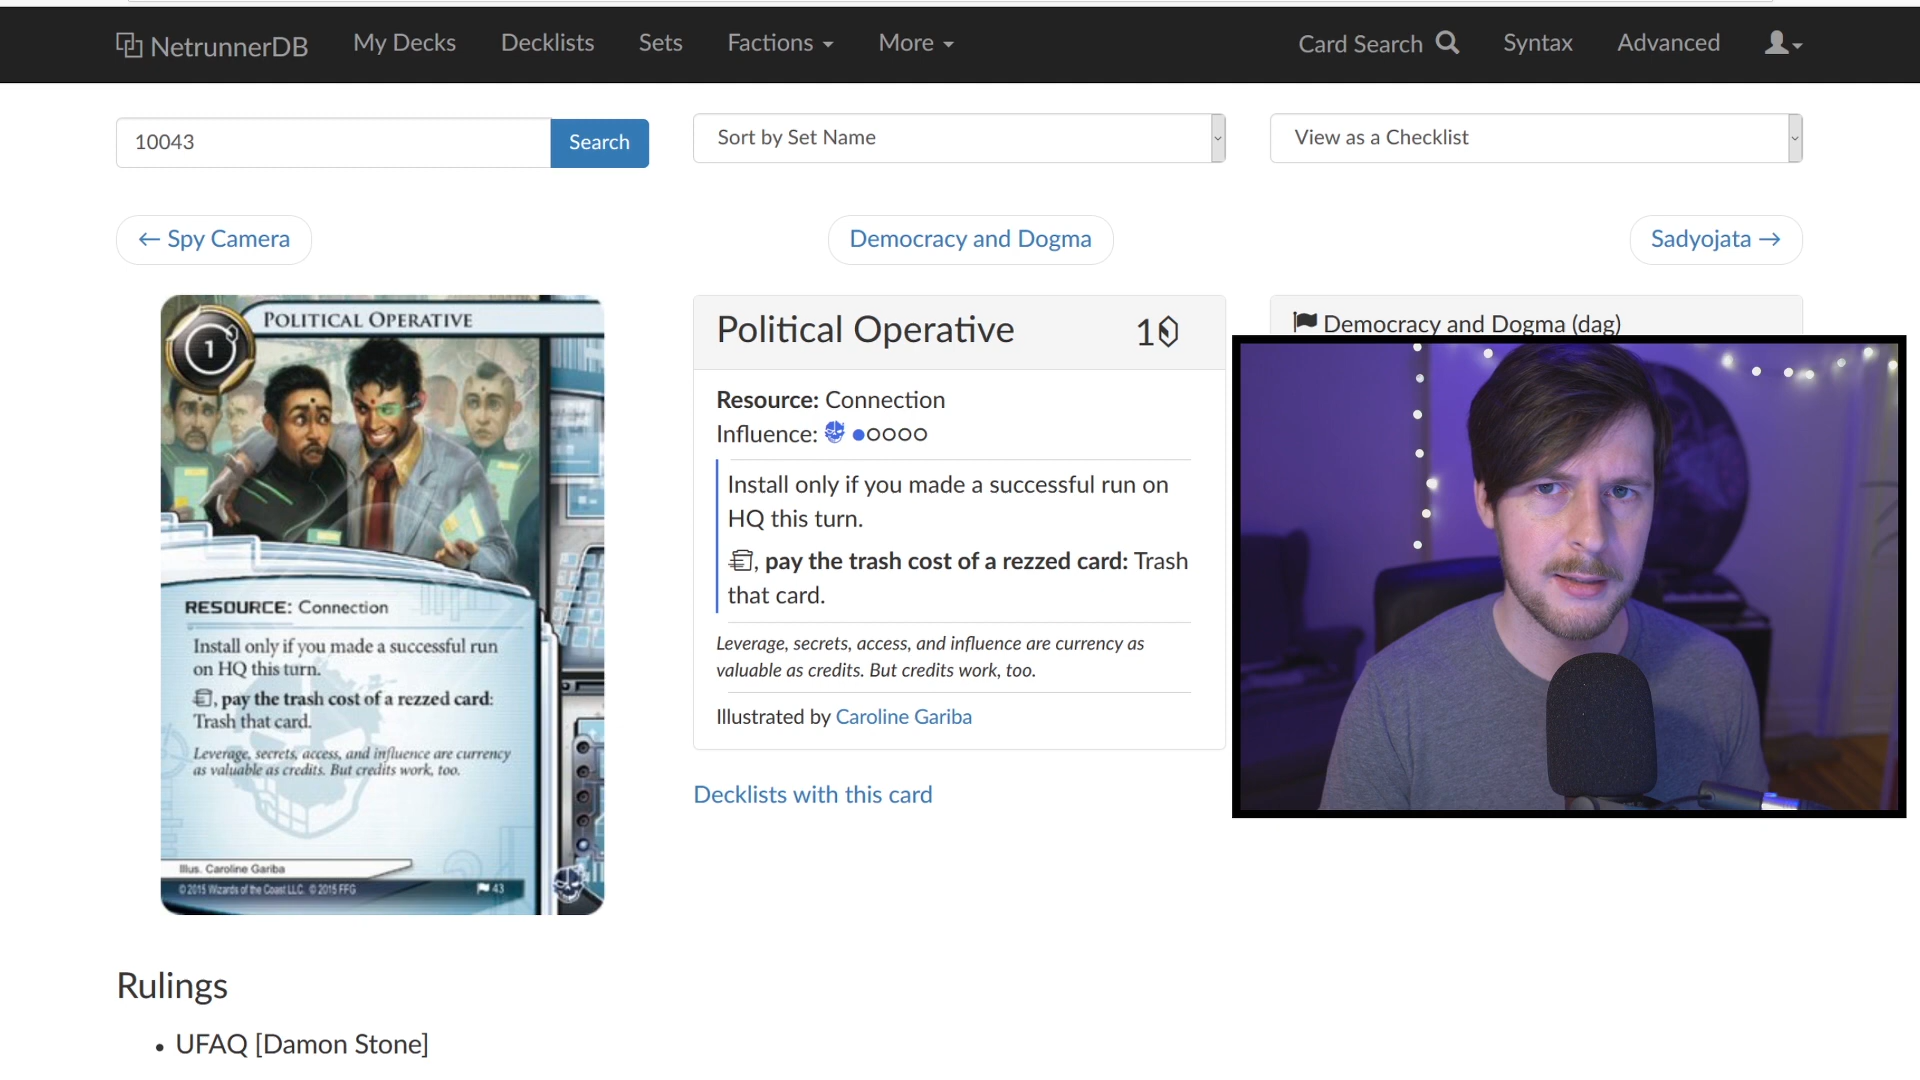 NetrunnerDB My Decks Decklists Sets Factions More Card Search Syntax Advanced
10043 Search Sort by Set Name View as a Checklist
← Spy Camera Democracy and Dogma Sadyojata →
POLITICAL OPERATIVE
1
RESOURCE: Connection
Install only if you made a successful run
on HQ this turn.
, pay the trash cost of a rezzed card:
Trash that card.
Leverage, secrets, access, and influence are currency
as valuable as credits. But credits work, too.
Illus. Caroline Gariba
© 2015 Wizards of the Coast LLC. © 2015 FFG 43
Political Operative 1
Resource: Connection
Influence:
Install only if you made a successful run on
HQ this turn.
, pay the trash cost of a rezzed card: Trash
that card.
Leverage, secrets, access, and influence are currency as
valuable as credits. But credits work, too.
Illustrated by Caroline Gariba
Decklists with this card
Democracy and Dogma (dag)
Rulings
• UFAQ [Damon Stone]